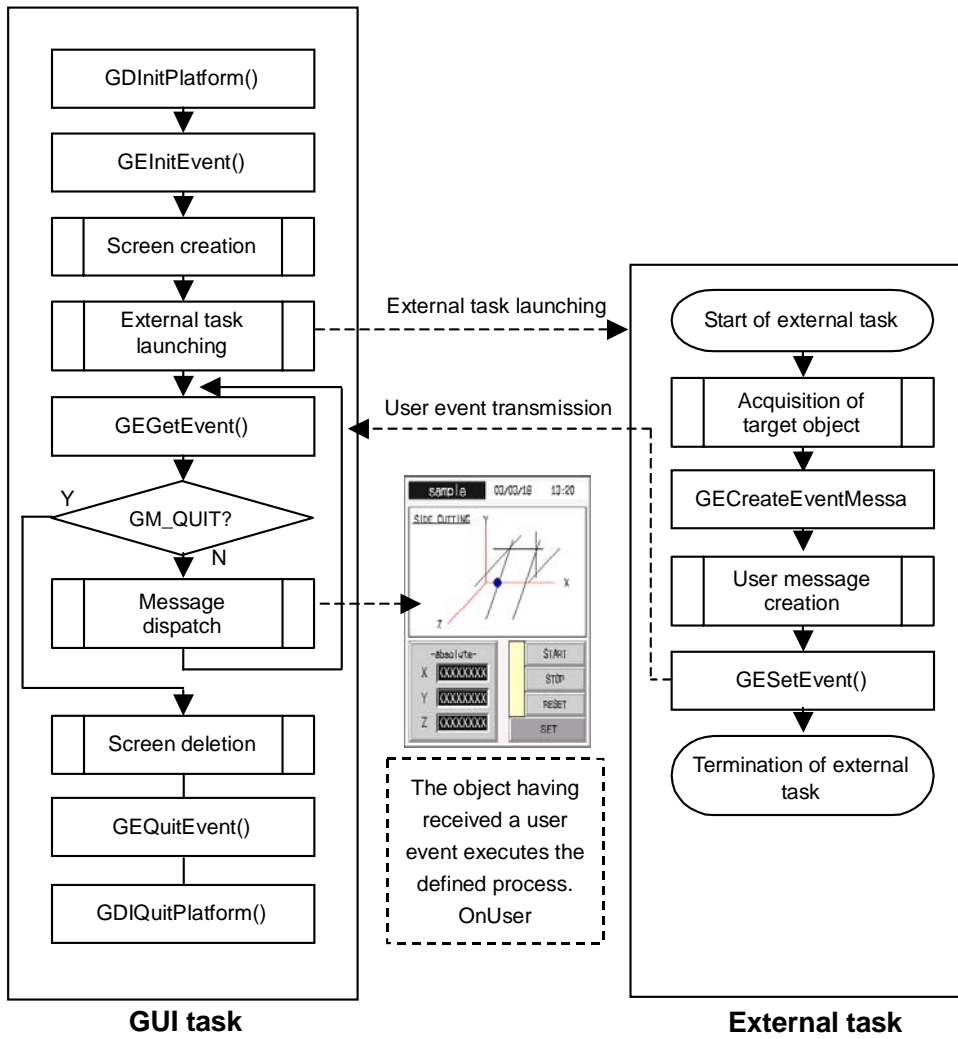 GDInitPlatform()
GEInitEvent()
Screen creation
External task
launching
GEGetEvent()
Y
GM_QUIT?
N
Message
dispatch
Screen deletion
GEQuitEvent()
GDIQuitPlatform()
GUI task
External task launching
User event transmission
sample 03/03/18 13:20
SIDE CUTTING
Y
X
Z
-absolute-
X XXXXXXXX
Y XXXXXXXX
Z XXXXXXXX
START
STOP
RESET
SET
The object having
received a user
event executes the
defined process.
OnUser
Start of external task
Acquisition of
target object
GECreateEventMessa
User message
creation
GESetEvent()
Termination of external
task
External task